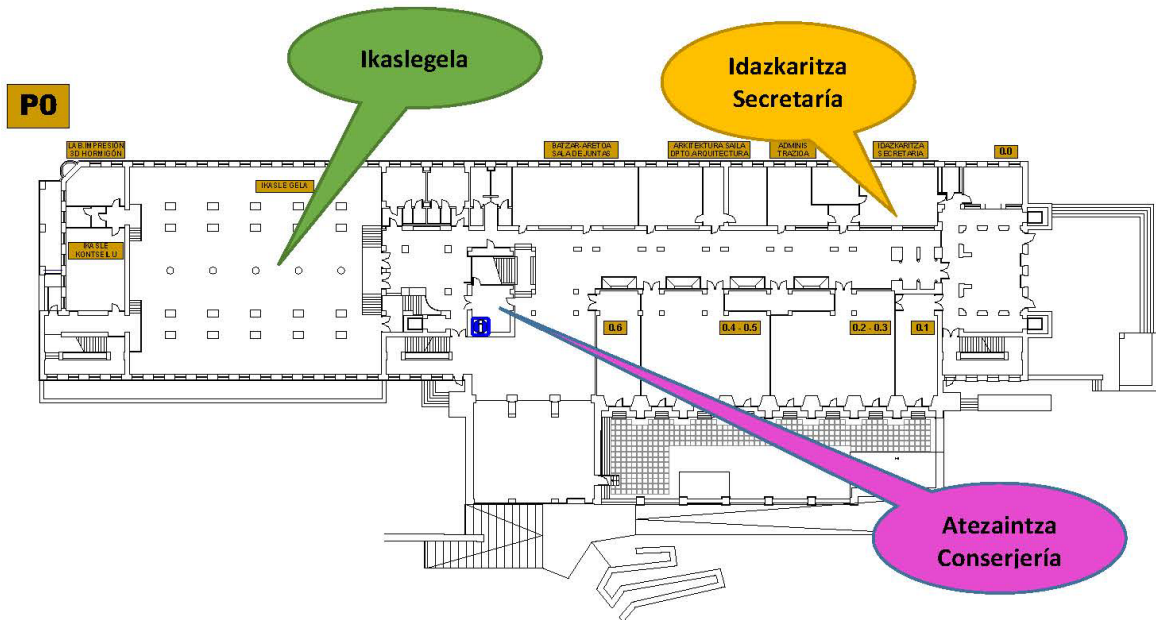 Ikaslegela
Idazkaritza
Secretaría
P0
LAB.IMPRESIÓN
3D HORMIGÓN
BATZAR-ARETOA
SALA DE JUNTAS
ARKITEKTURA SAILA
DPTO.ARQUITECTURA
ADMINIS
TRAZIOA
IDAZKARITZA
SECRETARIA
0.0
IKASLE GELA
IKASLE
KONTSEILU
i
0.6
0.4 - 0.5
0.2 - 0.3
0.1
Atezaintza
Conserjería